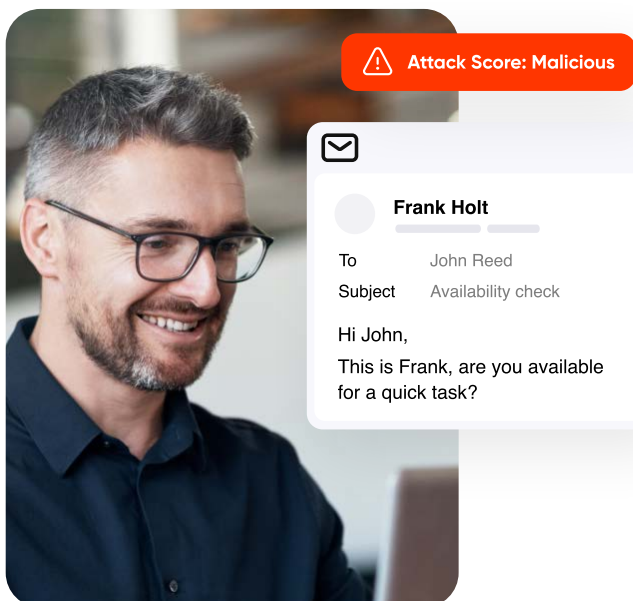 Attack Score: Malicious
Frank Holt
To John Reed
Subject Availability check
Hi John,
This is Frank, are you available
for a quick task?